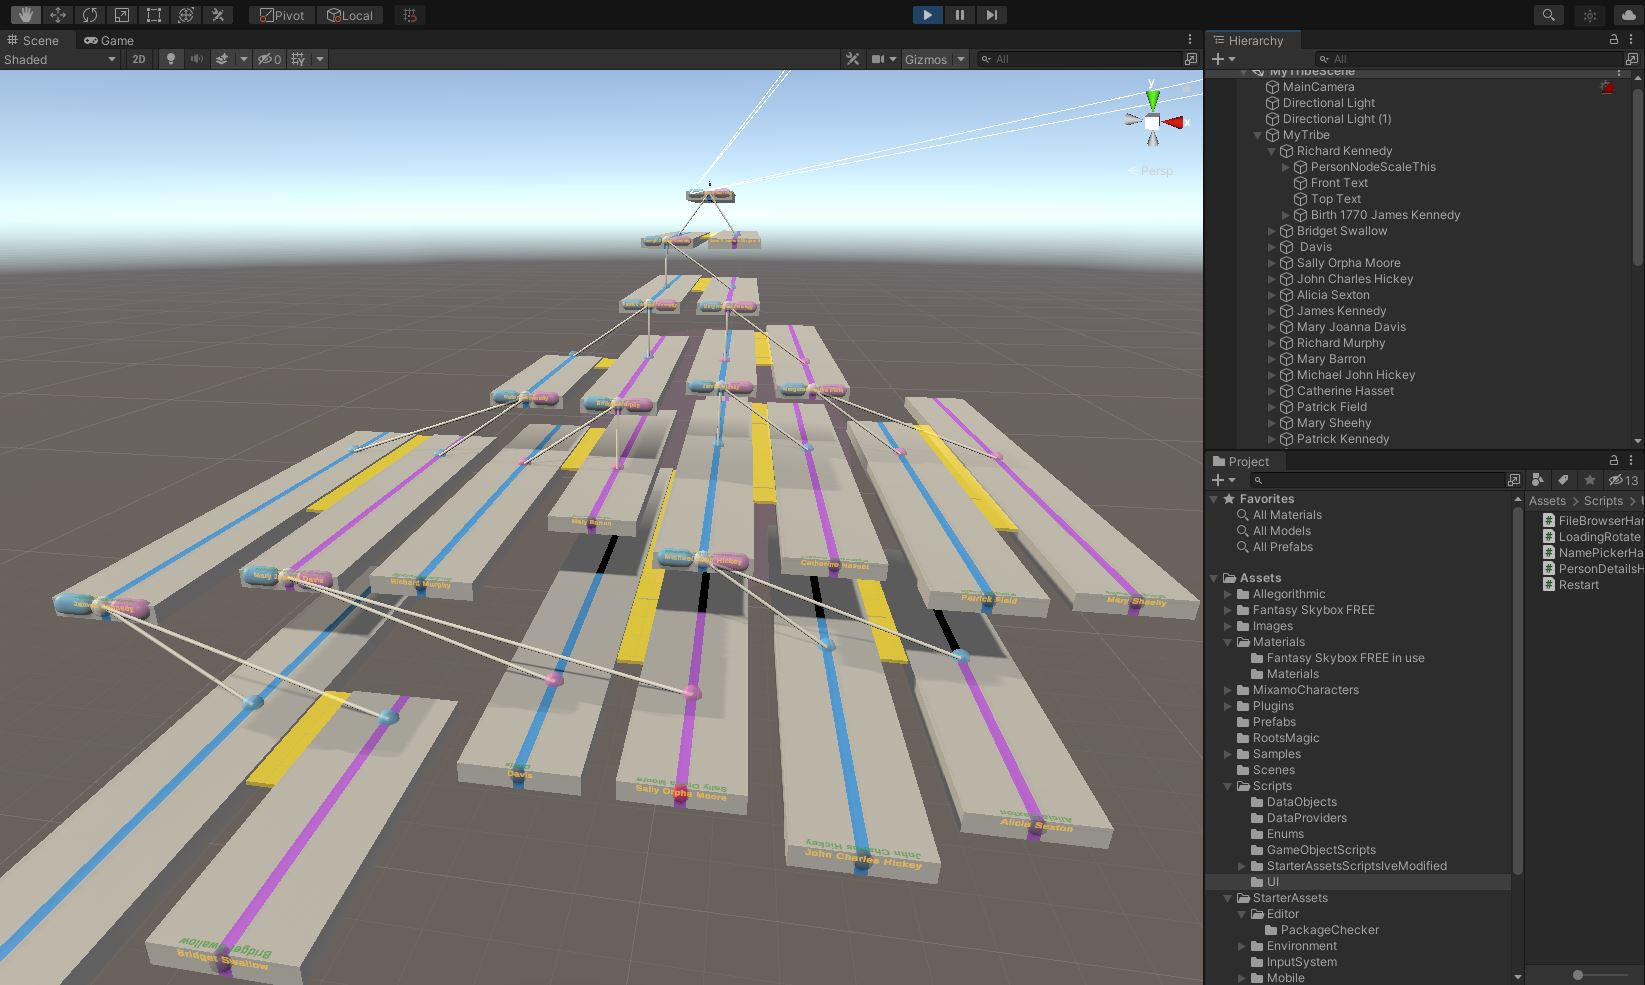 Pivot
Local
Scene
Game
Shaded
2D
0
Gizmos
All
y
x
Persp
Mary Barron
Richard Murphy
Catherine Hasset
Patrick Field
Mary Sheehy
Davis
Sally Orpha Moore
Sally Orpha Moore
John Charles Hickey
John Charles Hickey
Alicia Sexton
Bridget Swallow
Hierarchy
All
MyTribeScene
MainCamera
Directional Light
Directional Light (1)
MyTribe
Richard Kennedy
PersonNodeScaleThis
Front Text
Top Text
Birth 1770 James Kennedy
Bridget Swallow
Davis
Sally Orpha Moore
John Charles Hickey
Alicia Sexton
James Kennedy
Mary Joanna Davis
Richard Murphy
Mary Barron
Michael John Hickey
Catherine Hasset
Patrick Field
Mary Sheehy
Patrick Kennedy
Project
13
Favorites
All Materials
All Models
All Prefabs
Assets
Allegorithmic
Fantasy Skybox FREE
Images
Materials
Fantasy Skybox FREE in use
Materials
MixamoCharacters
Plugins
Prefabs
RootsMagic
Samples
Scenes
Scripts
DataObjects
DataProviders
Enums
GameObjectScripts
StarterAssetsScriptsIveModified
UI
StarterAssets
Editor
PackageChecker
Environment
InputSystem
Mobile
Assets > Scripts >
FileBrowserHar
LoadingRotate
NamePickerHa
PersonDetailsH
Restart